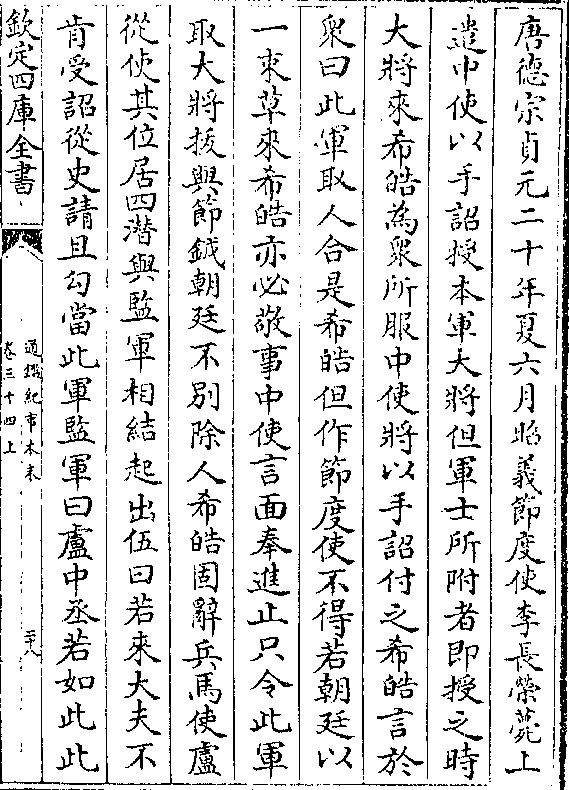 唐德宗貞元二十年夏六月昭義節度使李長榮薨上
遣中使以手詔授本軍大將但軍士所附者即授之時
大將來希皓為衆所服中使將以手詔付之希皓言於
衆曰此軍取人合是希皓但作節度使不得若朝廷以
一束草來希皓亦必敬事中使言面奉進止只令此軍
取大將拔與節鉞朝廷不別除人希皓固辭兵馬使盧
從使其位居四潛與監軍相結起出伍曰若來大夫不
肯受詔從史請且勾當此軍監軍曰盧中丞若如此此
欽定四庫全書
通鑑紀事本末
卷三十四上
三十八